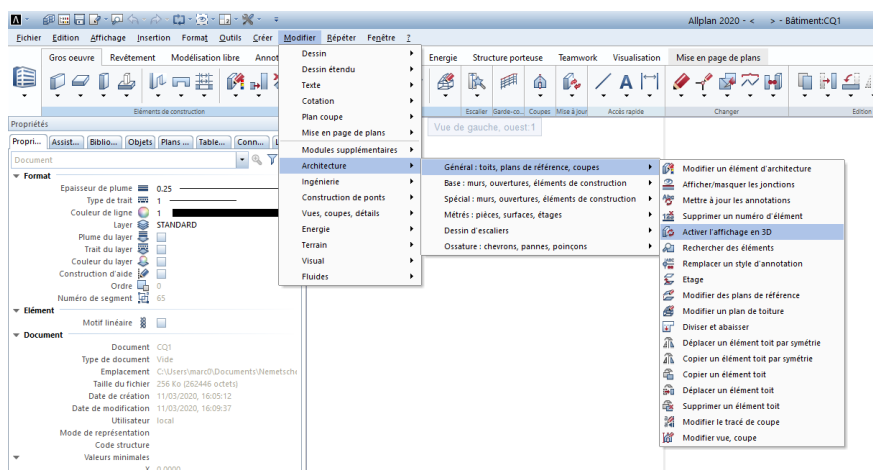 Allplan 2020 - < > - Bâtiment:CQ1
Eichier Edition Affichage Insertion Format Outils Créer Modifier Répéter Fenêtre ?
Gros oeuvre Revêtement Modélisation libre Annot
Energie Structure porteuse Teamwork Visualisation Mise en page de plans
Eléments de construction
Escalier Garde-co... Coupes Mise à jour Accès rapide Changer Edition
Propriétés
Propri... Assist... Biblio... Objets Plans ... Table... Conn... L
Vue de gauche, ouest:1
Document
Format
Epaisseur de plume 0.25
Type de trait 1
Couleur de ligne 1
Layer STANDARD
Plume du layer
Trait du layer
Couleur du layer
Construction d'aide
Ordre 0
Numéro de segment 65
Elément
Motif linéaire
Document
Document CQ1
Type de document Vide
Emplacement C:\Users\marc0\Documents\Nemetsche
Taille du fichier 256 Ko (262446 octets)
Date de création 11/03/2020, 16:05:12
Date de modification 11/03/2020, 16:09:37
Utilisateur local
Mode de représentation
Code structure
Valeurs minimales
X 0.0000
Dessin
Dessin étendu
Texte
Cotation
Plan coupe
Mise en page de plans
Modules supplémentaires
Architecture
Ingénierie
Construction de ponts
Vues, coupes, détails
Energie
Terrain
Visual
Fluides
Général : toits, plans de référence, coupes
Base : murs, ouvertures, éléments de construction
Spécial : murs, ouvertures, éléments de construction
Métrés : pièces, surfaces, étages
Dessin d'escaliers
Ossature : chevrons, pannes, poinçons
Modifier un élément d'architecture
Afficher/masquer les jonctions
Mettre à jour les annotations
Supprimer un numéro d'élément
Activer l'affichage en 3D
Rechercher des éléments
Remplacer un style d'annotation
Etage
Modifier des plans de référence
Modifier un plan de toiture
Diviser et abaisser
Déplacer un élément toit par symétrie
Copier un élément toit par symétrie
Copier un élément toit
Déplacer un élément toit
Supprimer un élément toit
Modifier le tracé de coupe
Modifier vue, coupe